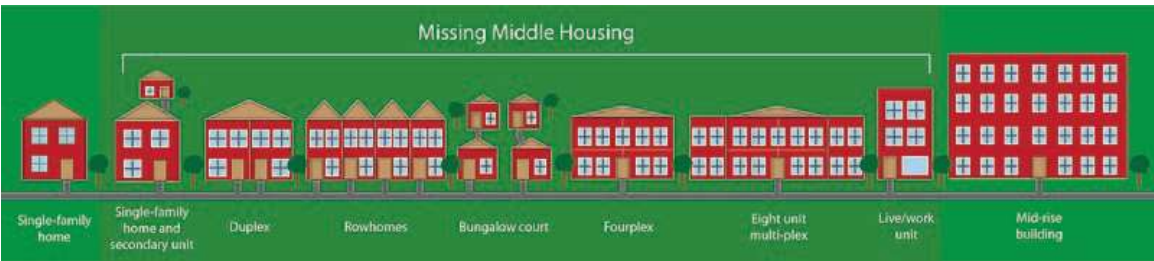 Missing Middle Housing
Single-family
home
Single-family
home and
secondary unit
Duplex
Rowhomes
Bungalow court
Fourplex
Eight unit
multi-plex
Live/work
unit
Mid-rise
building